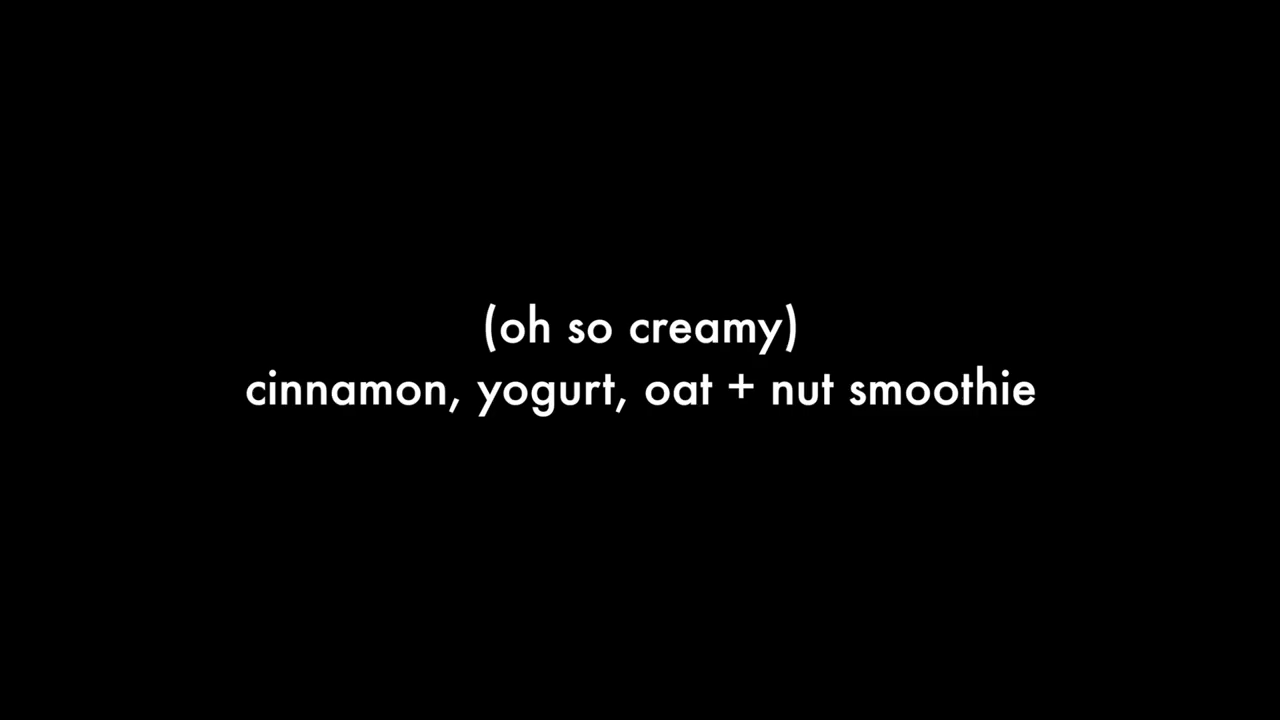 (oh so creamy)
cinnamon, yogurt, oat + nut smoothie